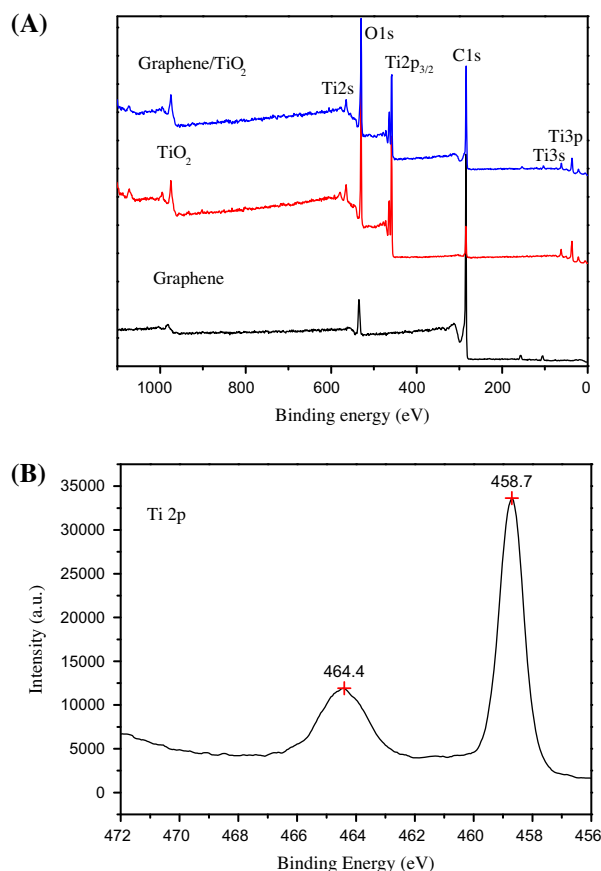 (A)
O1s
Graphene/TiO2
Ti2p3/2
C1s
Ti2s
TiO2
Ti3p
Ti3s
Graphene
1000 800 600 400 200 0
Binding energy (eV)
(B)
458.7
35000
Ti 2p
30000
25000
20000
Intensity (a.u.)
464.4
15000
10000
5000
0
472 470 468 466 464 462 460 458 456
Binding Energy (eV)